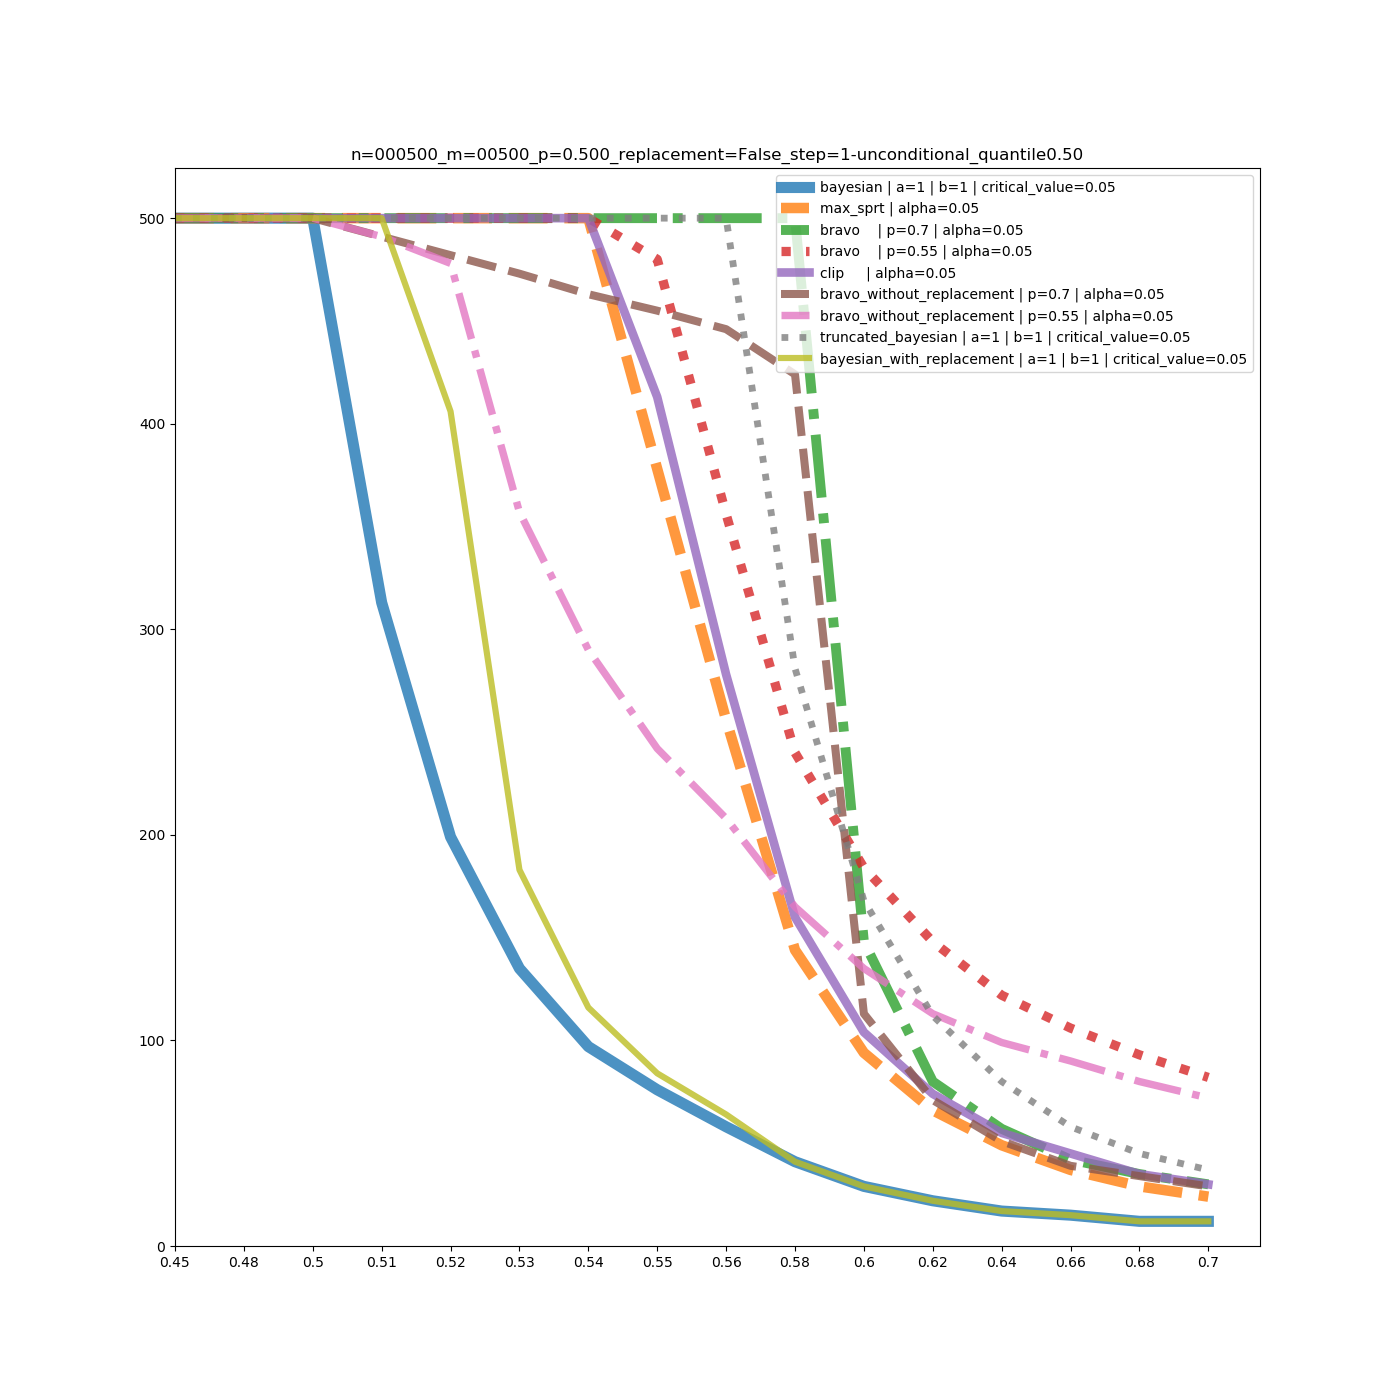 n=000500_m=00500_p=0.500_replacement=False_step=1-unconditional_quantile0.50
bayesian | a=1 | b=1 | critical_value=0.05
max_sprt | alpha=0.05
bravo    | p=0.7 | alpha=0.05
bravo    | p=0.55 | alpha=0.05
clip     | alpha=0.05
bravo_without_replacement | p=0.7 | alpha=0.05
bravo_without_replacement | p=0.55 | alpha=0.05
truncated_bayesian | a=1 | b=1 | critical_value=0.05
bayesian_with_replacement | a=1 | b=1 | critical_value=0.05
500
400
300
200
100
0
0.45 0.48 0.5 0.51 0.52 0.53 0.54 0.55 0.56 0.58 0.6 0.62 0.64 0.66 0.68 0.7